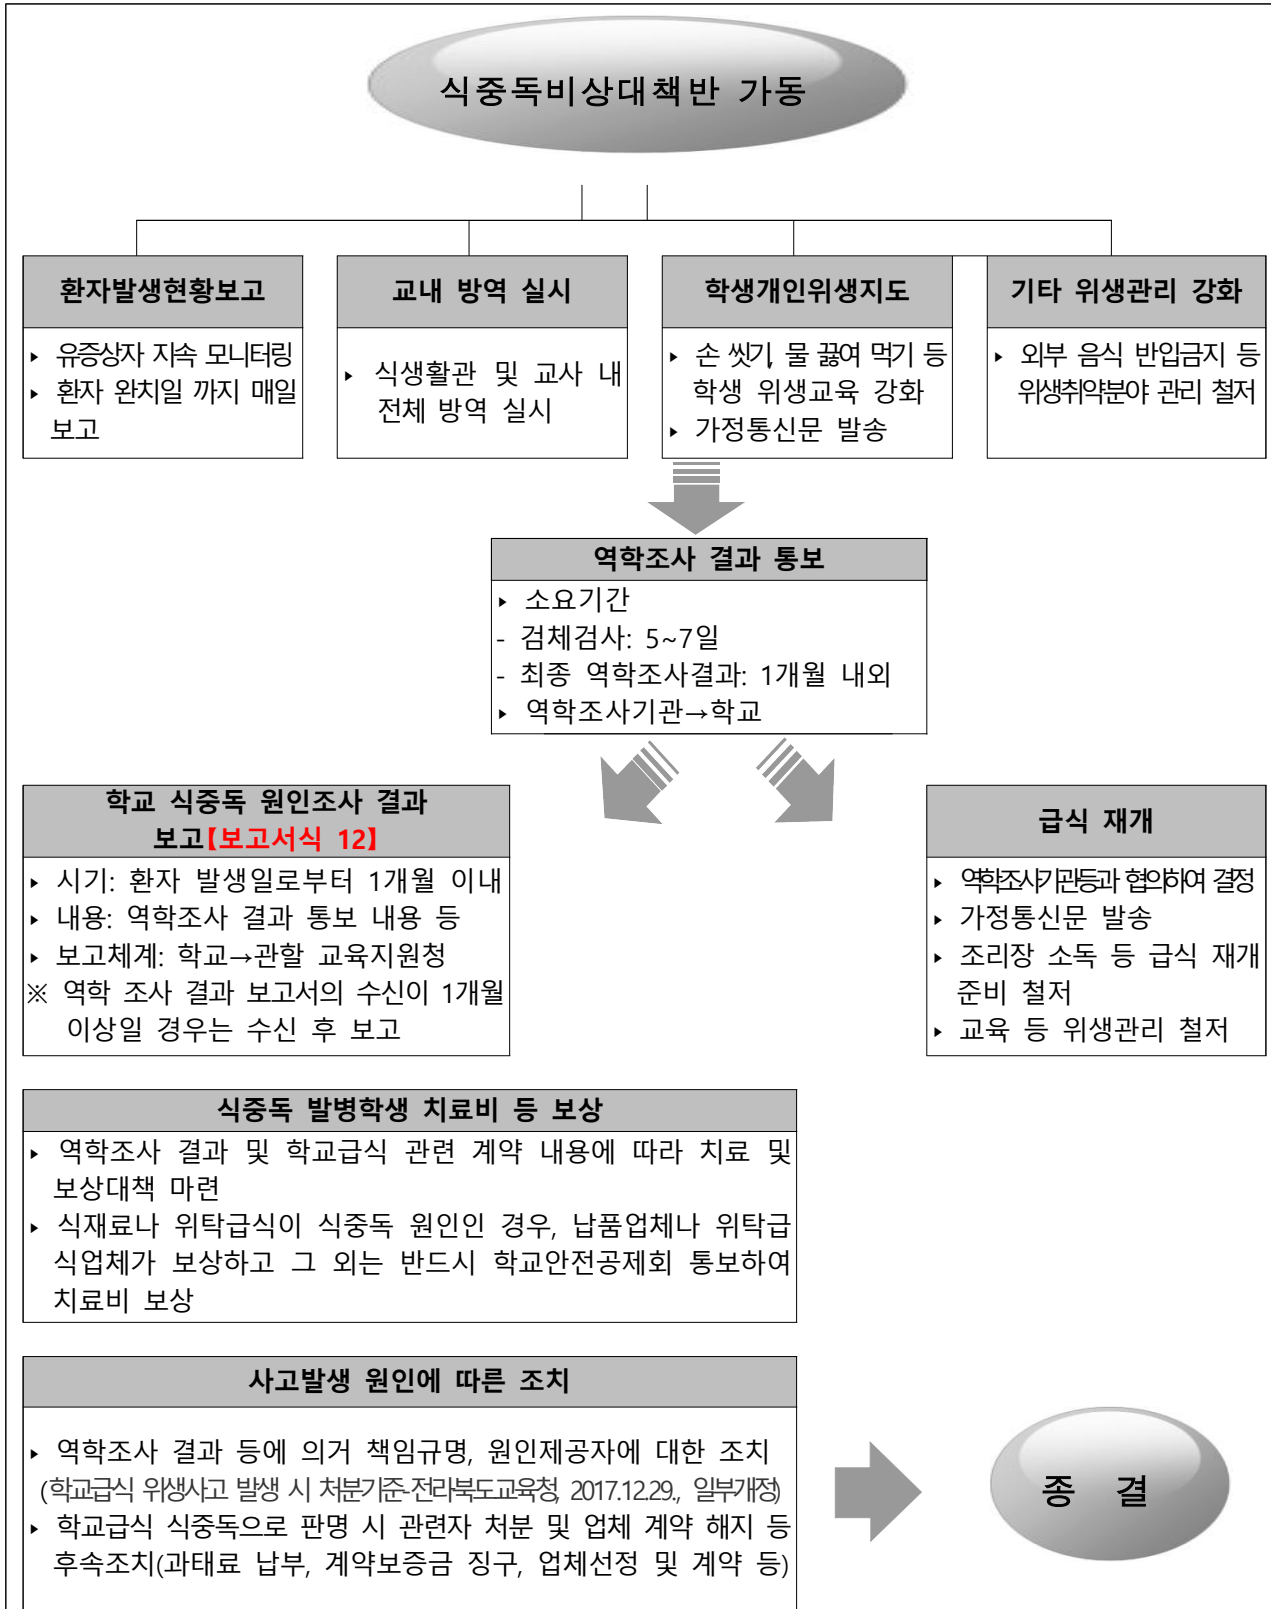 식중독비상대책반 가동
환자발생현황보고
▸ 유증상자 지속 모니터링
▸ 환자 완치일 까지 매일
보고
교내 방역 실시
▸ 식생활관 및 교사 내
전체 방역 실시
학생개인위생지도
▸ 손 씻기, 물 끓여 먹기 등
학생 위생교육 강화
▸ 가정통신문 발송
기타 위생관리 강화
▸ 외부 음식 반입금지 등
위생취약분야 관리 철저
역학조사 결과 통보
▸ 소요기간
- 검체검사: 5~7일
- 최종 역학조사결과: 1개월 내외
▸ 역학조사기관→학교
학교 식중독 원인조사 결과
보고【보고서식 12】
▸ 시기: 환자 발생일로부터 1개월 이내
▸ 내용: 역학조사 결과 통보 내용 등
▸ 보고체계: 학교→관할 교육지원청
※ 역학 조사 결과 보고서의 수신이 1개월
이상일 경우는 수신 후 보고
급식 재개
▸ 역학조사기관등과 협의하여 결정
▸ 가정통신문 발송
▸ 조리장 소독 등 급식 재개
준비 철저
▸ 교육 등 위생관리 철저
식중독 발병학생 치료비 등 보상
▸ 역학조사 결과 및 학교급식 관련 계약 내용에 따라 치료 및
보상대책 마련
▸ 식재료나 위탁급식이 식중독 원인인 경우, 납품업체나 위탁급
식업체가 보상하고 그 외는 반드시 학교안전공제회 통보하여
치료비 보상
사고발생 원인에 따른 조치
▸ 역학조사 결과 등에 의거 책임규명, 원인제공자에 대한 조치
(학교급식 위생사고 발생 시 처분기준-전라북도교육청, 2017.12.29., 일부개정)
▸ 학교급식 식중독으로 판명 시 관련자 처분 및 업체 계약 해지 등
후속조치(과태료 납부, 계약보증금 징구, 업체선정 및 계약 등)
종 결